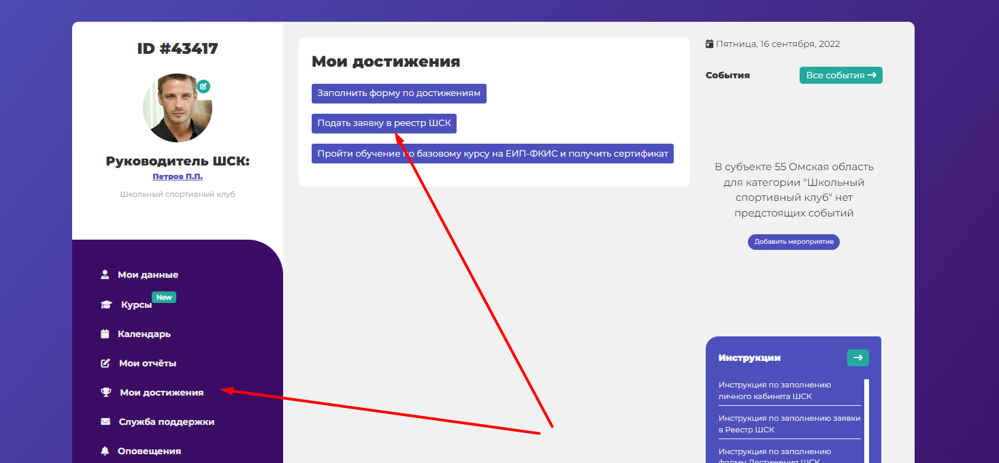 ID #43417
Руководитель ШСК:
Петров П.П.
Школьный спортивный клуб
Мои данные
Курсы New
Календарь
Мои отчёты
Мои достижения
Служба поддержки
Оповещения
Мои достижения
Заполнить форму по достижениям
Подать заявку в реестр ШСК
Пройти обучение по базовому курсу на ЕИП-ФКИС и получить сертификат
Пятница, 16 сентября, 2022
События
Все события →
В субъекте 55 Омская область
для категории "Школьный
спортивный клуб" нет
предстоящих событий
Добавить мероприятие
Инструкции
Инструкция по заполнению
личного кабинета ШСК
Инструкция по заполнению заявки
в Реестр ШСК
Инструкция по заполнению
формы Достижения ШСК